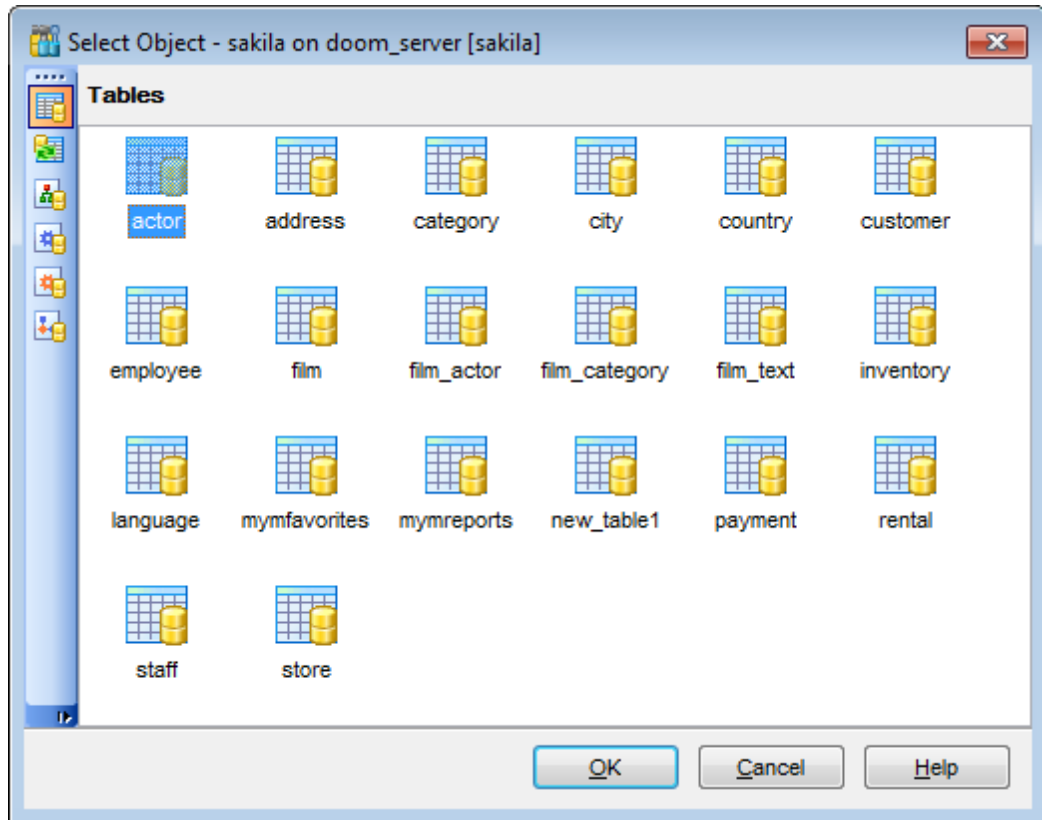 Select Object - sakila on doom_server [sakila]
Tables
actor address category city country customer
employee film film_actor film_category film_text inventory
language mymfavorites mymreports new_table1 payment rental
staff store
OK Cancel Help